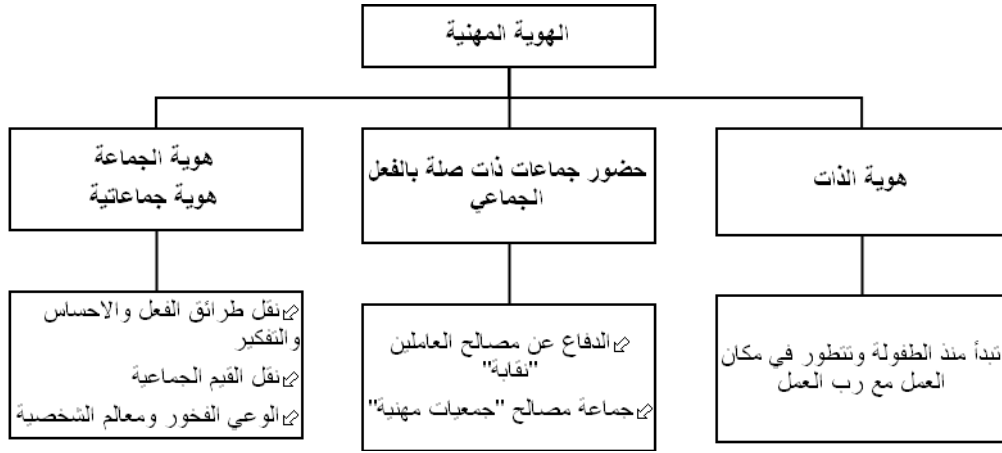 الهوية المهنية
هوية الذات
حضور جماعات ذات صلة بالفعل
الجماعي
هوية الجماعة
هوية جماعاتية
تبدأ منذ الطفولة وتتطور في مكان
العمل مع رب العمل
الدفاع عن مصالح العاملين
"نقابة"
جماعة مصالح "جمعيات مهنية"
نقل طرائق الفعل والاحساس
والتفكير
نقل القيم الجماعية
الوعي الفخور ومعالم الشخصية